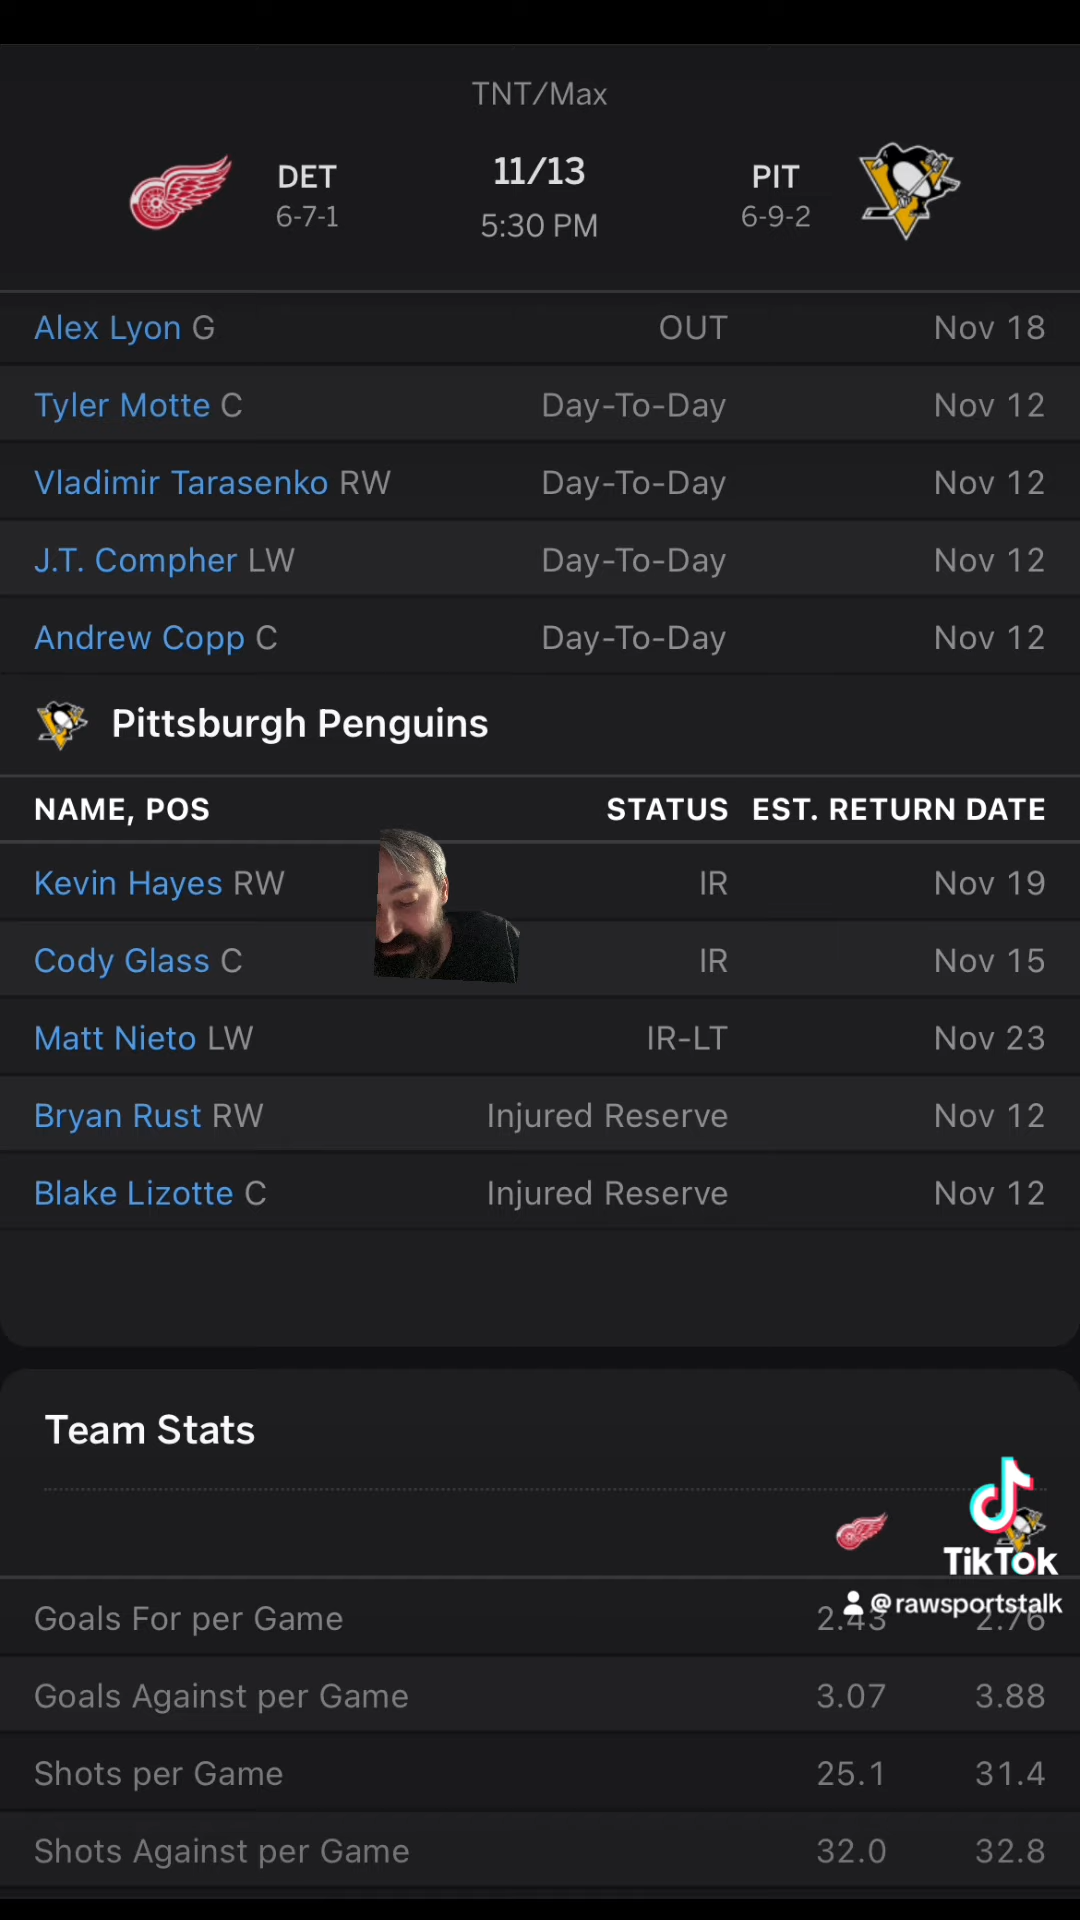 TNT/Max
DET 11/13 PIT
6-7-1 5:30 PM 6-9-2
Alex Lyon G OUT Nov 18
Tyler Motte C Day-To-Day Nov 12
Vladimir Tarasenko RW Day-To-Day Nov 12
J.T. Compher LW Day-To-Day Nov 12
Andrew Copp C Day-To-Day Nov 12
Pittsburgh Penguins
NAME, POS STATUS EST. RETURN DATE
Kevin Hayes RW IR Nov 19
Cody Glass C IR Nov 15
Matt Nieto LW IR-LT Nov 23
Bryan Rust RW Injured Reserve Nov 12
Blake Lizotte C Injured Reserve Nov 12
Team Stats
TikTok
@rawsportstalk
Goals For per Game 2.43 2.76
Goals Against per Game 3.07 3.88
Shots per Game 25.1 31.4
Shots Against per Game 32.0 32.8